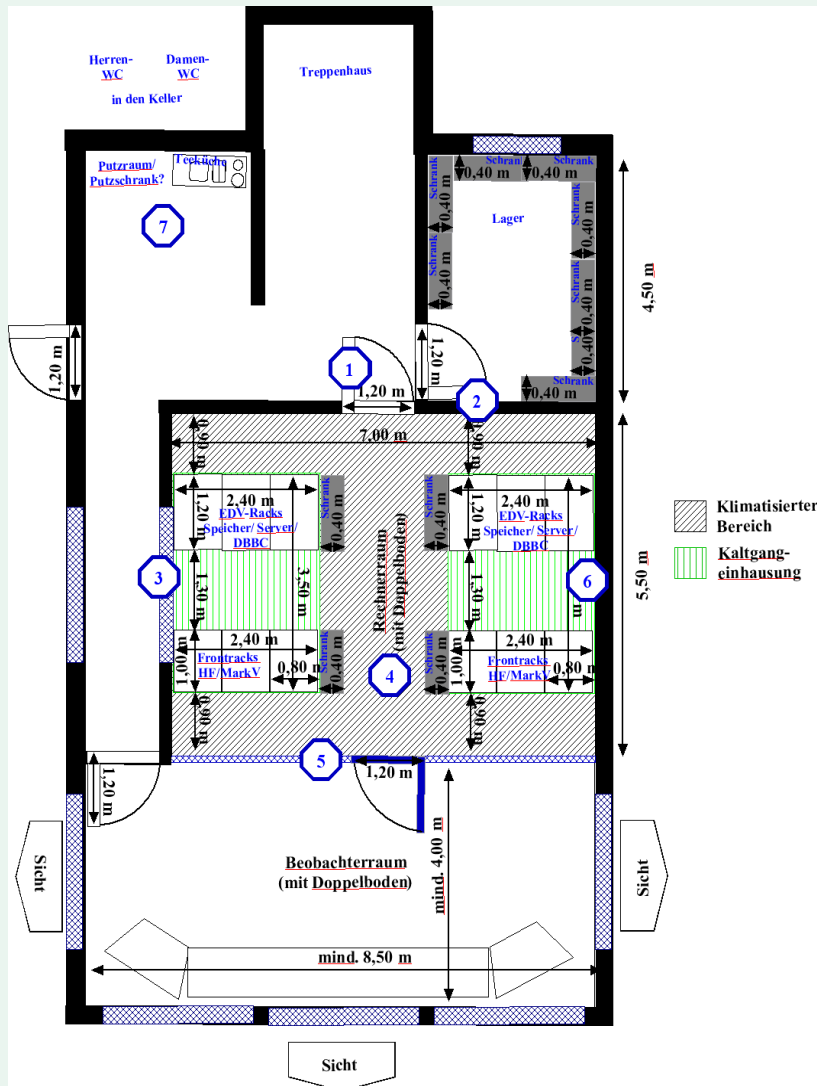 Herren-
WC
Damen-
WC
in den Keller
Treppenhaus
Putzraum/
Putzschrank?
Teeküche
7
Schrank
Schrank
0,40 m
0,40 m
Schrank
0,40 m
Schrank
0,40 m
Lager
Schrank
0,40 m
Schrank
0,40 m
S
0,40 m
Schrank
0,40 m
4,50 m
1,20 m
1
1,20 m
1,20 m
2
0,90 m
7,00 m
0,90 m
2,40 m
EDV-Racks
Speicher/ Server/
DBBC
1,20 m
Schrank
0,40 m
Schrank
0,40 m
1,20 m
2,40 m
EDV-Racks
Speicher/ Server/
DBBC
Klimatisierter
Bereich
Kaltgang-
einhausung
3
1,30 m
3,50 m
Rechnerraum
(mit Doppelboden)
1,30 m
m
6
5,50 m
2,40 m
1,00 m
Frontracks
HF/MarkV
0,80 m
Schrank
0,40 m
4
Schrank
0,40 m
2,40 m
1,00 m
Frontracks
HF/MarkV
0,80 m
0,90 m
0,90 m
5
1,20 m
1,20 m
Beobachterraum
(mit Doppelboden)
mind. 4,00 m
Sicht
Sicht
mind. 8,50 m
Sicht